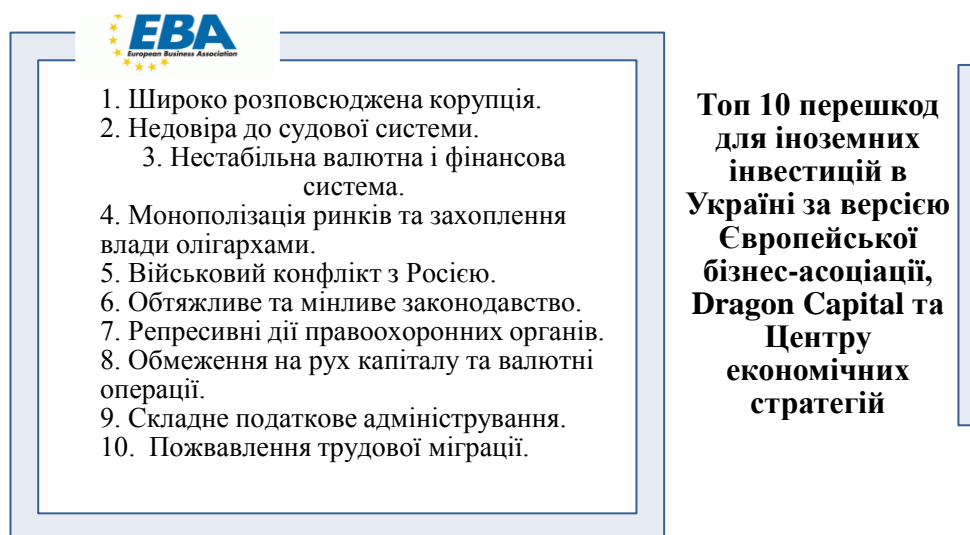 EBA
European Business Association
1. Широко розповсюджена корупція.
2. Недовіра до судової системи.
3. Нестабільна валютна і фінансова
система.
4. Монополізація ринків та захоплення
влади олігархами.
5. Військовий конфлікт з Росією.
6. Обтяжливе та мінливе законодавство.
7. Репресивні дії правоохоронних органів.
8. Обмеження на рух капіталу та валютні
операції.
9. Складне податкове адміністрування.
10. Пожвавлення трудової міграції.
Топ 10 перешкод
для іноземних
інвестицій в
Україні за версією
Європейської
бізнес-асоціації,
Dragon Capital та
Центру
економічних
стратегій